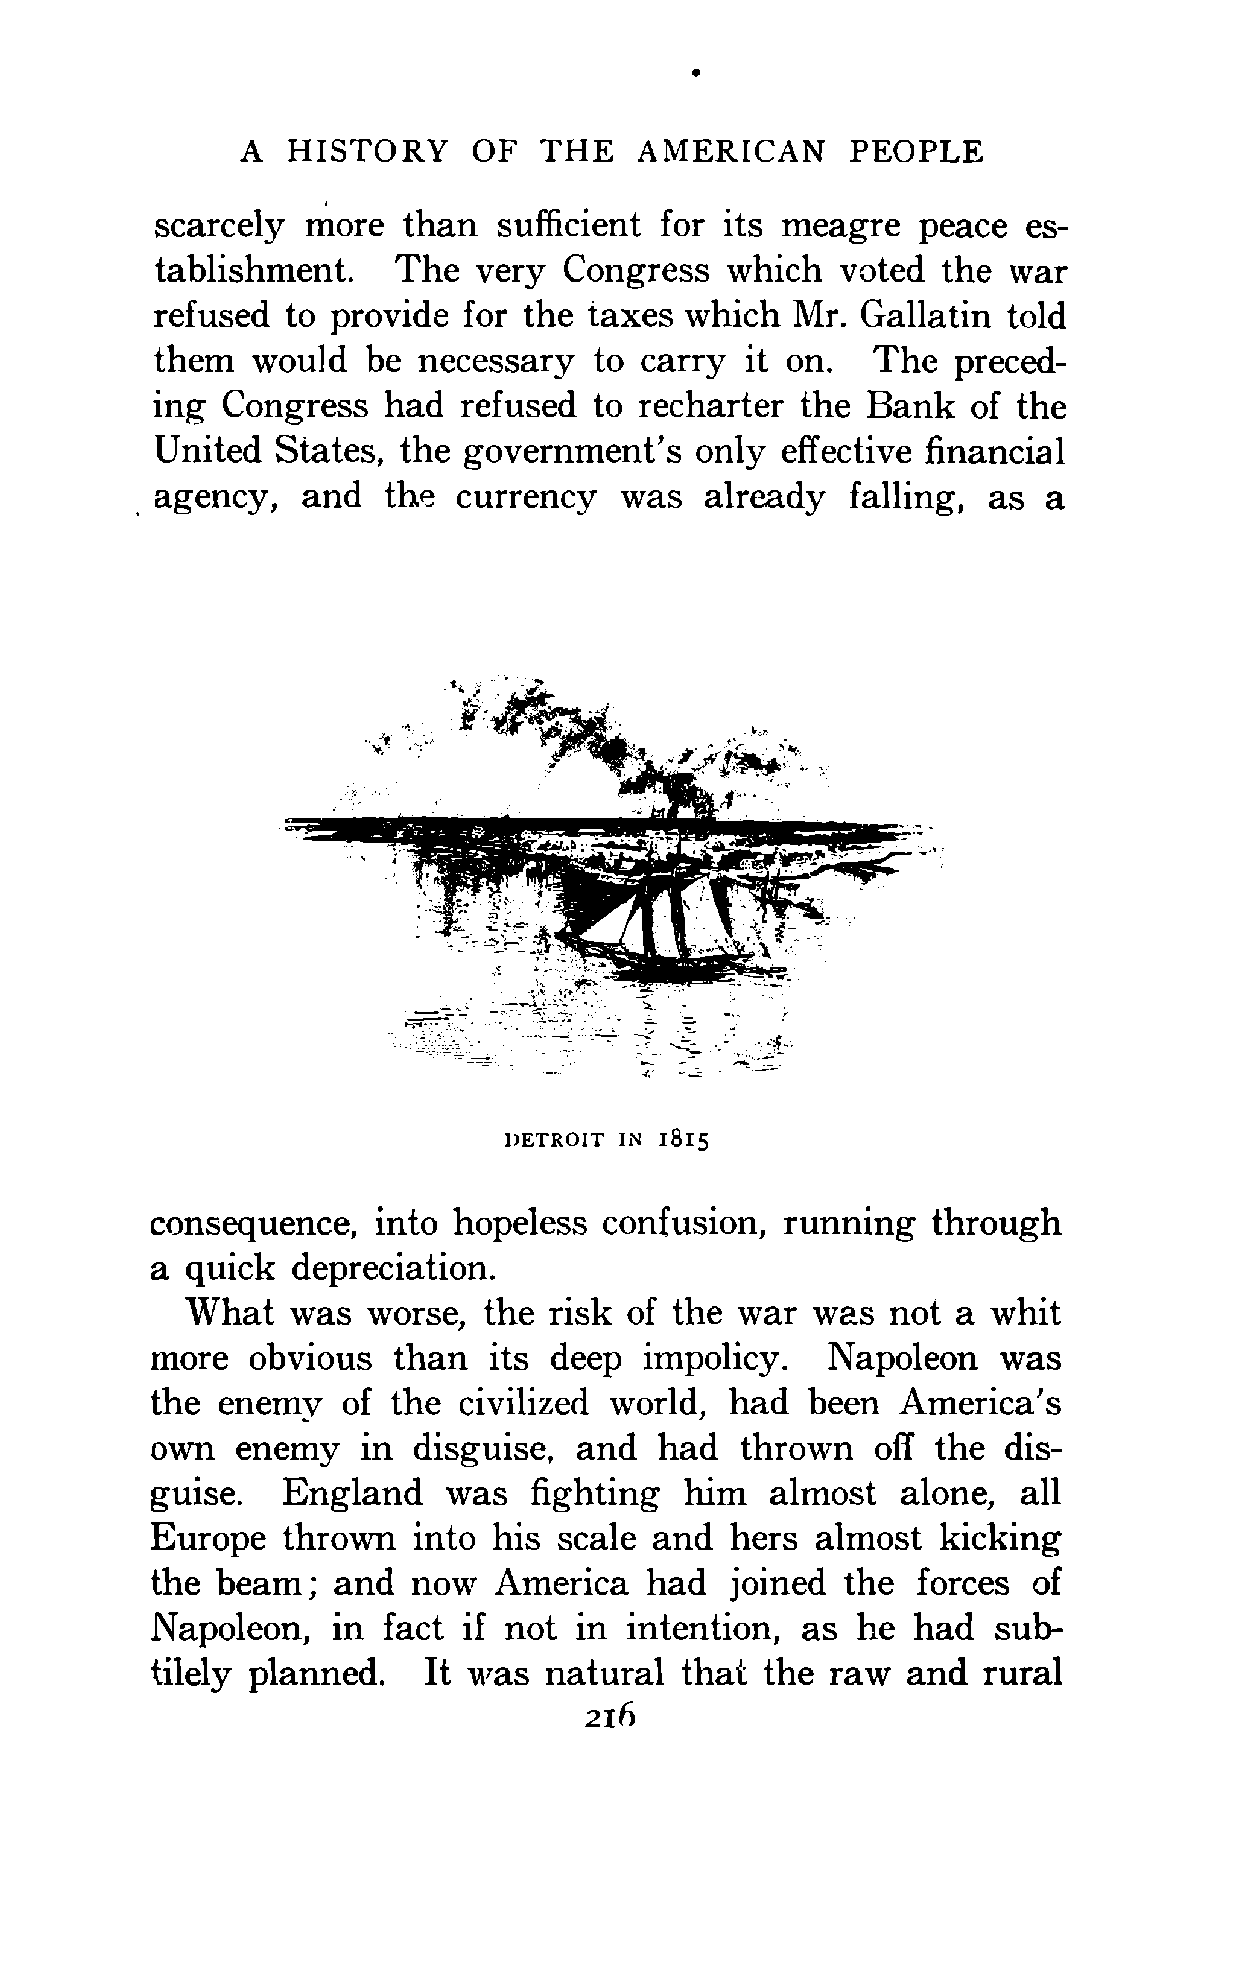 A HISTORY OF THE AMERICAN PEOPLE
scarcely more than sufficient for its meagre peace es-
tablishment. The very Congress which voted the war
refused to provide for the taxes which Mr. Gallatin told
them would be necessary to carry it on. The preced-
ing Congress had refused to recharter the Bank of the
United States, the government's only effective financial
agency, and the currency was already falling, as a
DETROIT IN 1815
consequence, into hopeless confusion, running through
a quick depreciation.
What was worse, the risk of the war was not a whit
more obvious than its deep impolicy. Napoleon was
the enemy of the civilized world, had been America's
own enemy in disguise, and had thrown off the dis-
guise. England was fighting him almost alone, all
Europe thrown into his scale and hers almost kicking
the beam; and now America had joined the forces of
Napoleon, in fact if not in intention, as he had sub-
tilely planned. It was natural that the raw and rural
216